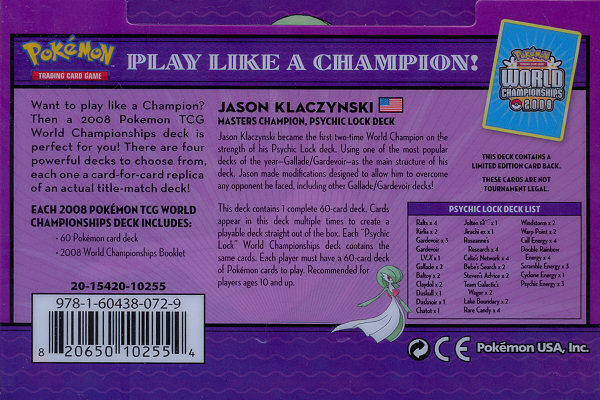 Pokémon
TRADING CARD GAME
PLAY LIKE A CHAMPION!
Pokémon
TRADING CARD GAME
WORLD
CHAMPIONSHIPS
2008
Want to play like a Champion?
Then a 2008 Pokemon TCG
World Championships deck is
perfect for you! There are four
powerful decks to choose from,
each one a card-for-card replica
of an actual title-match deck!
EACH 2008 POKÉMON TCG WORLD
CHAMPIONSHIPS DECK INCLUDES:
• 60 Pokémon card deck
• 2008 World Championships Booklet
20-15420-10255
978-1-60438-072-9
8 20650 10255 4
JASON KLACZYNSKI
MASTERS CHAMPION, PSYCHIC LOCK DECK
Jason Klaczynski became the first two-time World Champion on the
strength of his Psychic Lock Deck. Using one of the most popular
decks of the year—Gallade/Gardevoir—as the main structure of his
deck, Jason made modifications designed to allow him to overcome
any opponent he faced, including other Gallade/Gardevoir decks!
This deck contains 1 complete 60-card deck. Cards
appear in this deck multiple times to create a
playable deck straight out of the box. Each "Psychic
Lock" World Championships deck contains the
same cards. Each player must have a 60-card deck
of Pokémon cards to play. Recommended for
players ages 10 and up.
THIS DECK CONTAINS A
LIMITED EDITION CARD BACK.
THESE CARDS ARE NOT
TOURNAMENT LEGAL.
PSYCHIC LOCK DECK LIST
Ralts x 4
Kirlia x 2
Gardevoir x 3
Gardevoir
LV.X x 1
Gallade x 2
Baltoy x 2
Claydol x 2
Duskull x 1
Dusknoir x 1
Chatot x 1
Jolteon ☆ x 1
Jirachi ex x 1
Roseanne's
Research x 4
Celio's Network x 4
Bebe's Search x 2
Steven's Advice x 2
Team Galactic's
Wager x 2
Lake Boundary x 2
Rare Candy x 4
Windstorm x 2
Warp Point x 2
Call Energy x 4
Double Rainbow
Energy x 4
Scramble Energy x 3
Cyclone Energy x 1
Psychic Energy x 3
CE
Pokémon USA, Inc.